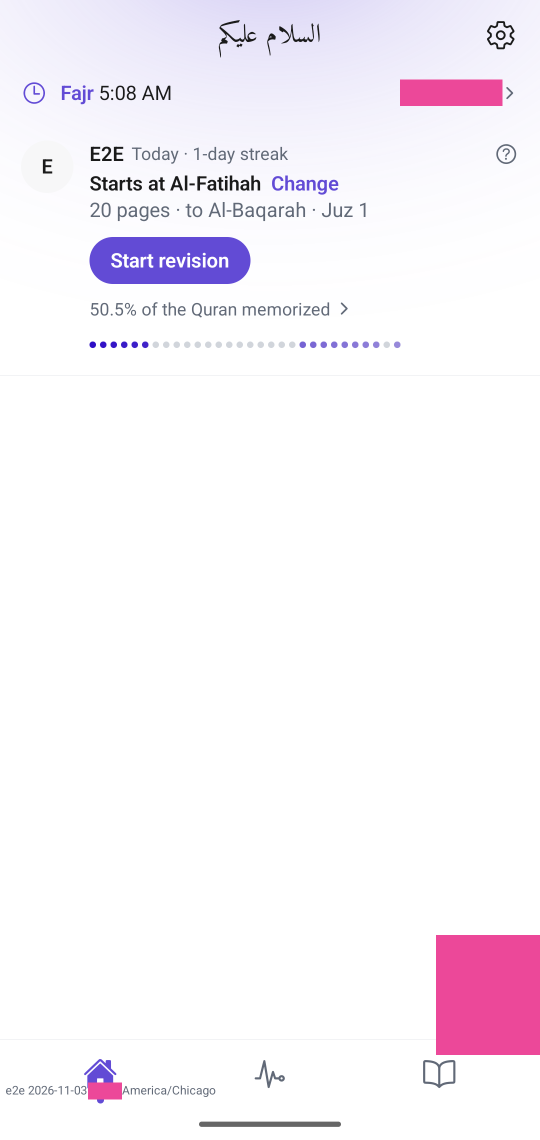 السلام عليكم
Fajr 5:08 AM
E
E2E Today · 1-day streak
Starts at Al-Fatihah Change
20 pages · to Al-Baqarah · Juz 1
Start revision
50.5% of the Quran memorized
e2e 2026-11-03 America/Chicago